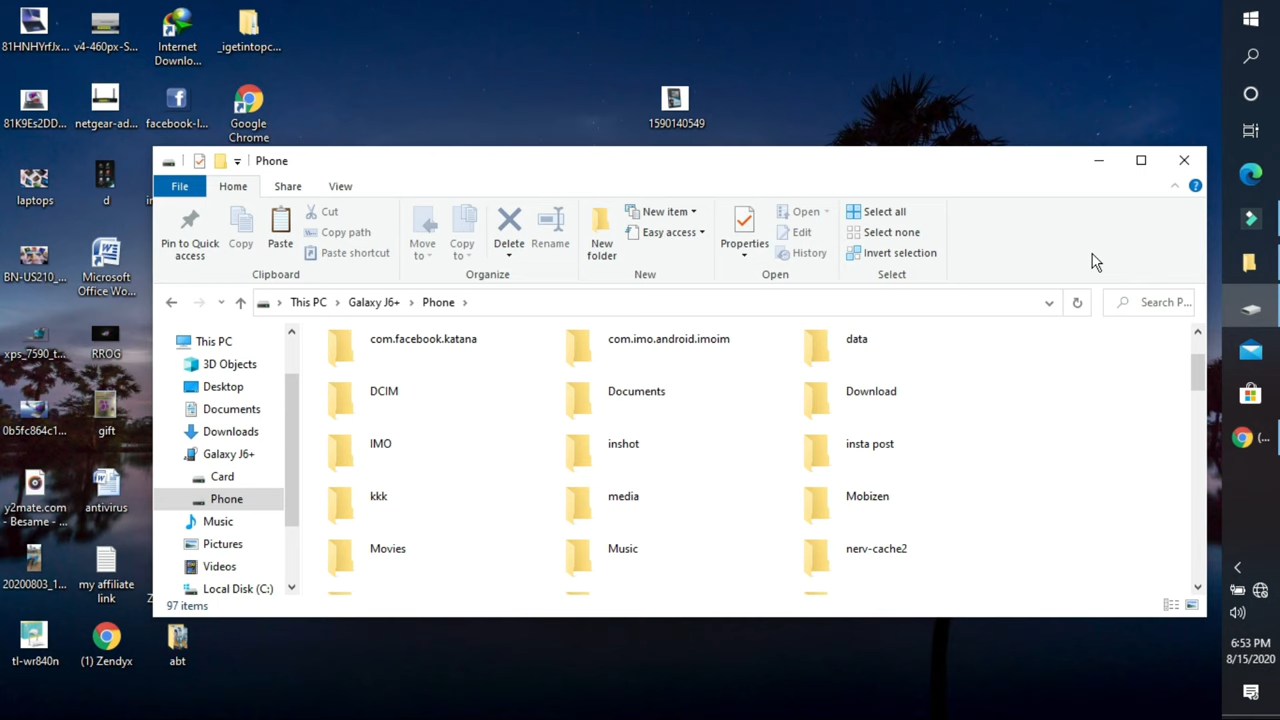 81HNHYrfJx...
v4-460px-S...
Internet
Downlo...
_igetintopc...
81K9Es2DD...
netgear-ad...
facebook-l...
Google
Chrome
1590140549
laptops
d
BN-US210_...
Microsoft
Office Wo...
xps_7590_t...
RROG
0b5fc864c1...
gift
y2mate.com
- Besame - ...
antivirus
20200803_1...
my affiliate
link
tl-wr840n
(1) Zendyx
abt
Phone
File
Home
Share
View
Pin to Quick
access
Copy
Paste
Cut
Copy path
Paste shortcut
Clipboard
Move
to
Copy
to
Delete
Rename
Organize
New
folder
New item
Easy access
New
Properties
Open
Edit
History
Open
Select all
Select none
Invert selection
Select
This PC > Galaxy J6+ > Phone >
Search P...
This PC
3D Objects
Desktop
Documents
Downloads
Galaxy J6+
Card
Phone
Music
Pictures
Videos
Local Disk (C:)
com.facebook.katana
com.imo.android.imoim
data
DCIM
Documents
Download
IMO
inshot
insta post
kkk
media
Mobizen
Movies
Music
nerv-cache2
97 items
(...
6:53 PM
8/15/2020